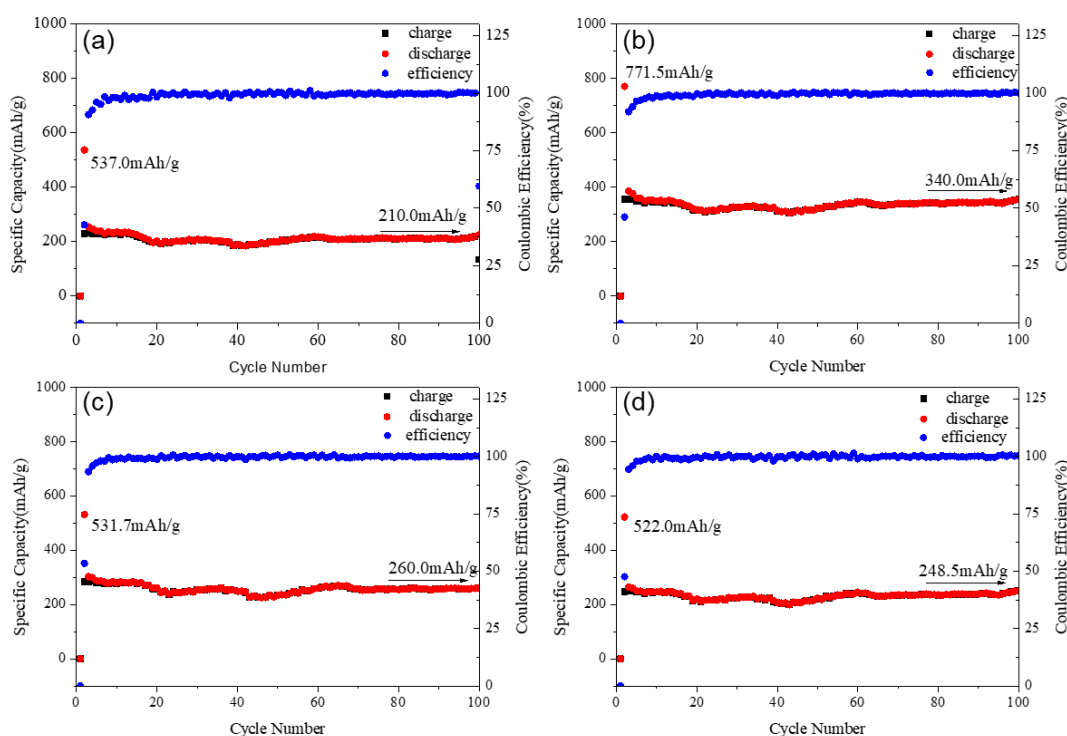 (a)
charge
discharge
efficiency
537.0mAh/g
210.0mAh/g
1000
800
600
400
200
0
125
100
75
50
25
0
0 20 40 60 80 100
Specific Capacity(mAh/g)
Coulombic Efficiency(%)
Cycle Number
(b)
charge
discharge
efficiency
771.5mAh/g
340.0mAh/g
1000
800
600
400
200
0
125
100
75
50
25
0
0 20 40 60 80 100
Specific Capacity(mAh/g)
Coulombic Efficiency(%)
Cycle Number
(c)
charge
discharge
efficiency
531.7mAh/g
260.0mAh/g
1000
800
600
400
200
0
125
100
75
50
25
0
0 20 40 60 80 100
Specific Capacity(mAh/g)
Coulombic Efficiency(%)
Cycle Number
(d)
charge
discharge
efficiency
522.0mAh/g
248.5mAh/g
1000
800
600
400
200
0
125
100
75
50
25
0
0 20 40 60 80 100
Specific Capacity(mAh/g)
Coulombic Efficiency(%)
Cycle Number